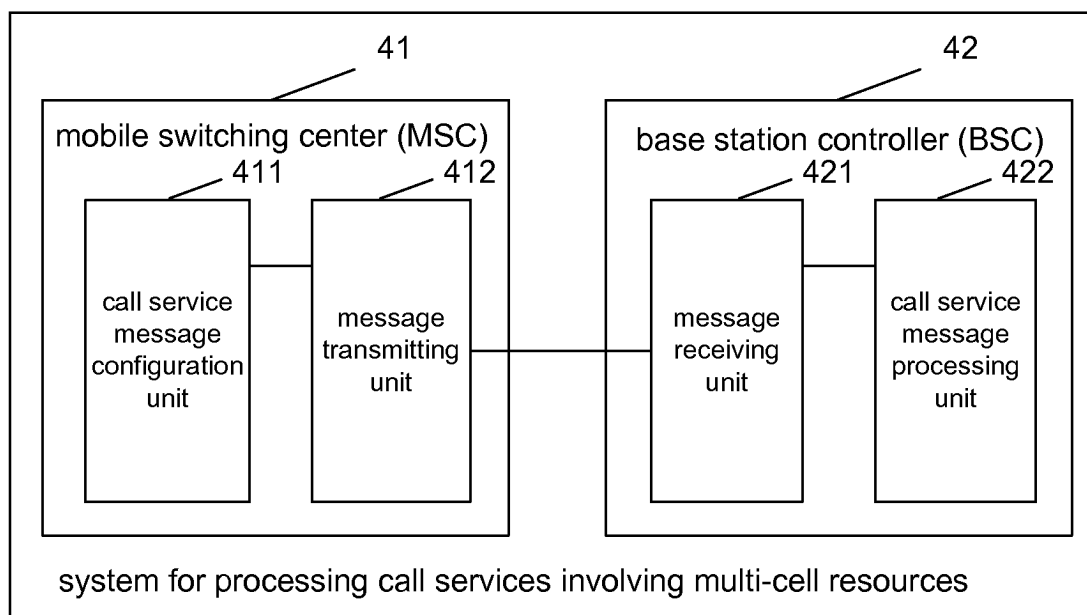 41
42
mobile switching center (MSC)
base station controller (BSC)
411
412
421
422
call service
message
configuration
unit
message
transmitting
unit
message
receiving
unit
call service
message
processing
unit
system for processing call services involving multi-cell resources